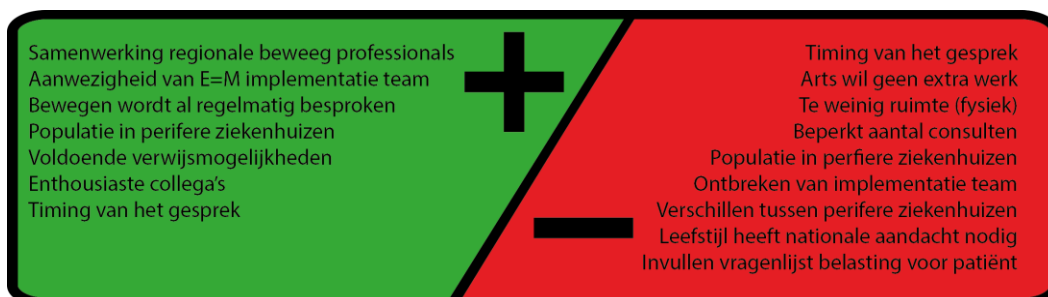 Samenwerking regionale beweeg professionals
Aanwezigheid van E=M implementatie team
Bewegen wordt al regelmatig besproken
Populatie in perifere ziekenhuizen
Voldoende verwijsmogelijkheden
Enthousiaste collega's
Timing van het gesprek
Timing van het gesprek
Arts wil geen extra werk
Te weinig ruimte (fysiek)
Beperkt aantal consulten
Populatie in perfiere ziekenhuizen
Ontbreken van implementatie team
Verschillen tussen perifere ziekenhuizen
Leefstijl heeft nationale aandacht nodig
Invullen vragenlijst belasting voor patiënt